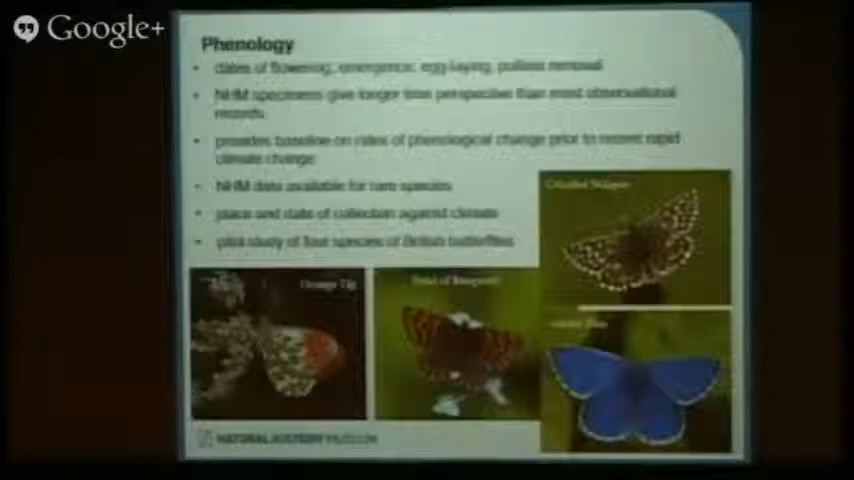 Google+
Phenology
• dates of flowering, emergence, egg-laying, pollen removal
• NHM specimens give longer time perspective than most observational
records.
• provides baseline on rates of phenological change prior to recent rapid
climate change
• NHM data available for rare species
• place and date of collection against climate
• pilot study of four species of British butterflies
Grizzled Skipper
Orange Tip
Duke of Burgundy
NATURAL HISTORY MUSEUM